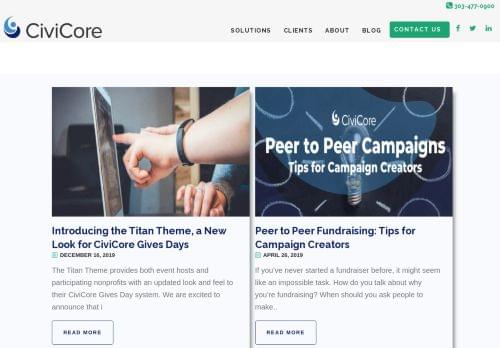 303-477-0900
CiviCore
SOLUTIONS CLIENTS ABOUT BLOG CONTACT US
CiviCore
Peer to Peer Campaigns
Tips for Campaign Creators
Introducing the Titan Theme, a New
Look for CiviCore Gives Days
DECEMBER 16, 2019
The Titan Theme provides both event hosts and
participating nonprofits with an updated look and feel to
their CiviCore Gives Day system. We are excited to
announce that i
READ MORE
Peer to Peer Fundraising: Tips for
Campaign Creators
APRIL 26, 2019
If you've never started a fundraiser before, it might seem
like an impossible task. How do you talk about why
you're fundraising? When should you ask people to
make..
READ MORE